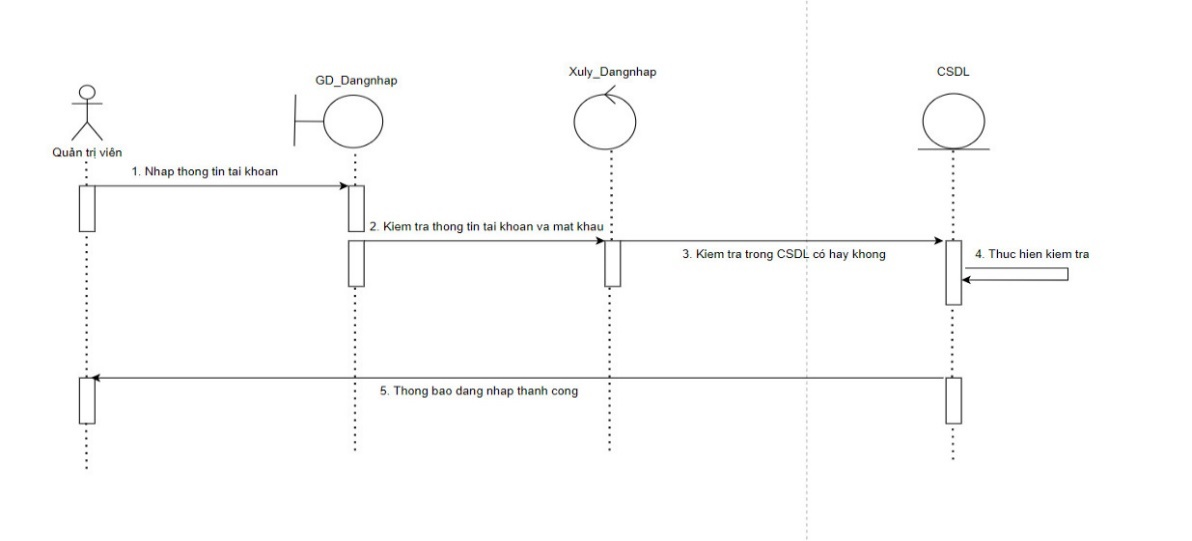 GD_Dangnhap
Xuly_Dangnhap
CSDL
Quản trị viên
1. Nhap thong tin tai khoan
2. Kiem tra thong tin tai khoan va mat khau
3. Kiem tra trong CSDL có hay khong
4. Thuc hien kiem tra
5. Thong bao dang nhap thanh cong